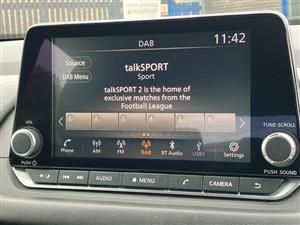 DAB
11:42
Source
talkSPORT
Sport
DAB Menu
talkSPORT 2 is the home of
exclusive matches from the
Football League
Phone
AM
FM
DAB
BT Audio
USB1
Settings
VOL
PUSH
TUNE-SCROLL
PUSH SOUND
AUDIO
MENU
CAMERA